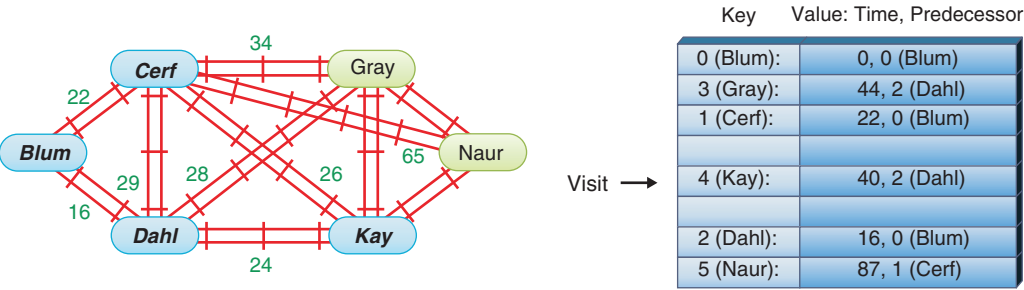 34
Cerf
Gray
22
Blum
65
Naur
29
28
26
16
Dahl
Kay
24
Key Value: Time, Predecessor
0 (Blum): 0, 0 (Blum)
3 (Gray): 44, 2 (Dahl)
1 (Cerf): 22, 0 (Blum)
Visit
4 (Kay): 40, 2 (Dahl)
2 (Dahl): 16, 0 (Blum)
5 (Naur): 87, 1 (Cerf)